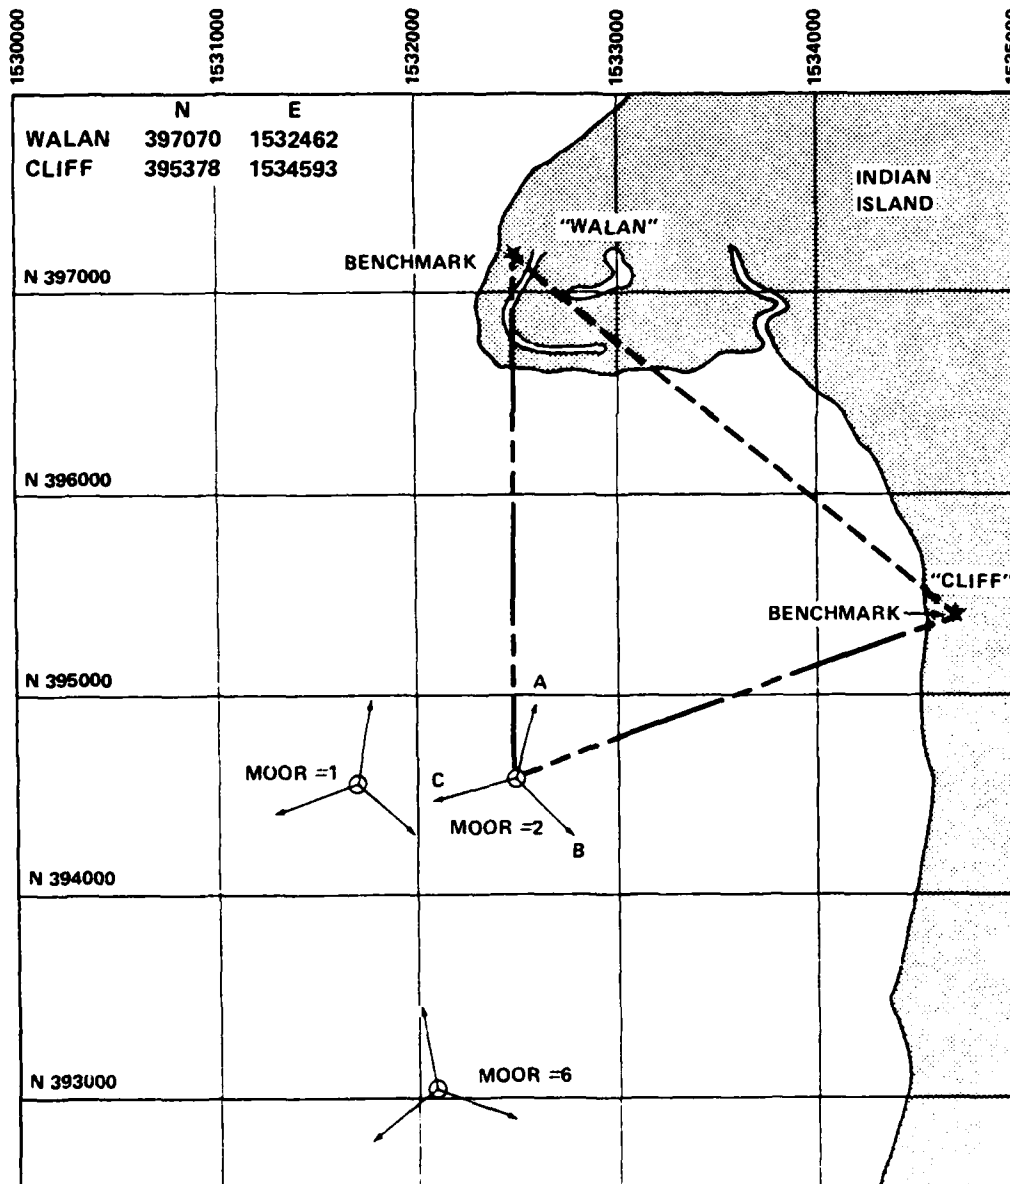 1530000
1531000
1532000
1533000
1534000
N E
WALAN 397070 1532462
CLIFF 395378 1534593
INDIAN
ISLAND
"WALAN"
BENCHMARK
N 397000
N 396000
"CLIFF"
BENCHMARK
N 395000
A
MOOR =1
C
MOOR =2
B
N 394000
MOOR =6
N 393000